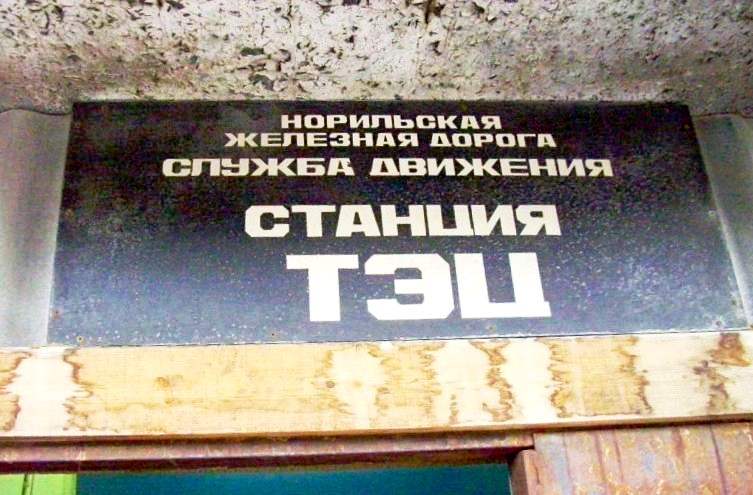 НОРИЛЬСКАЯ
ЖЕЛЕЗНАЯ ДОРОГА
СЛУЖБА ДВИЖЕНИЯ
СТАНЦИЯ
ТЭЦ